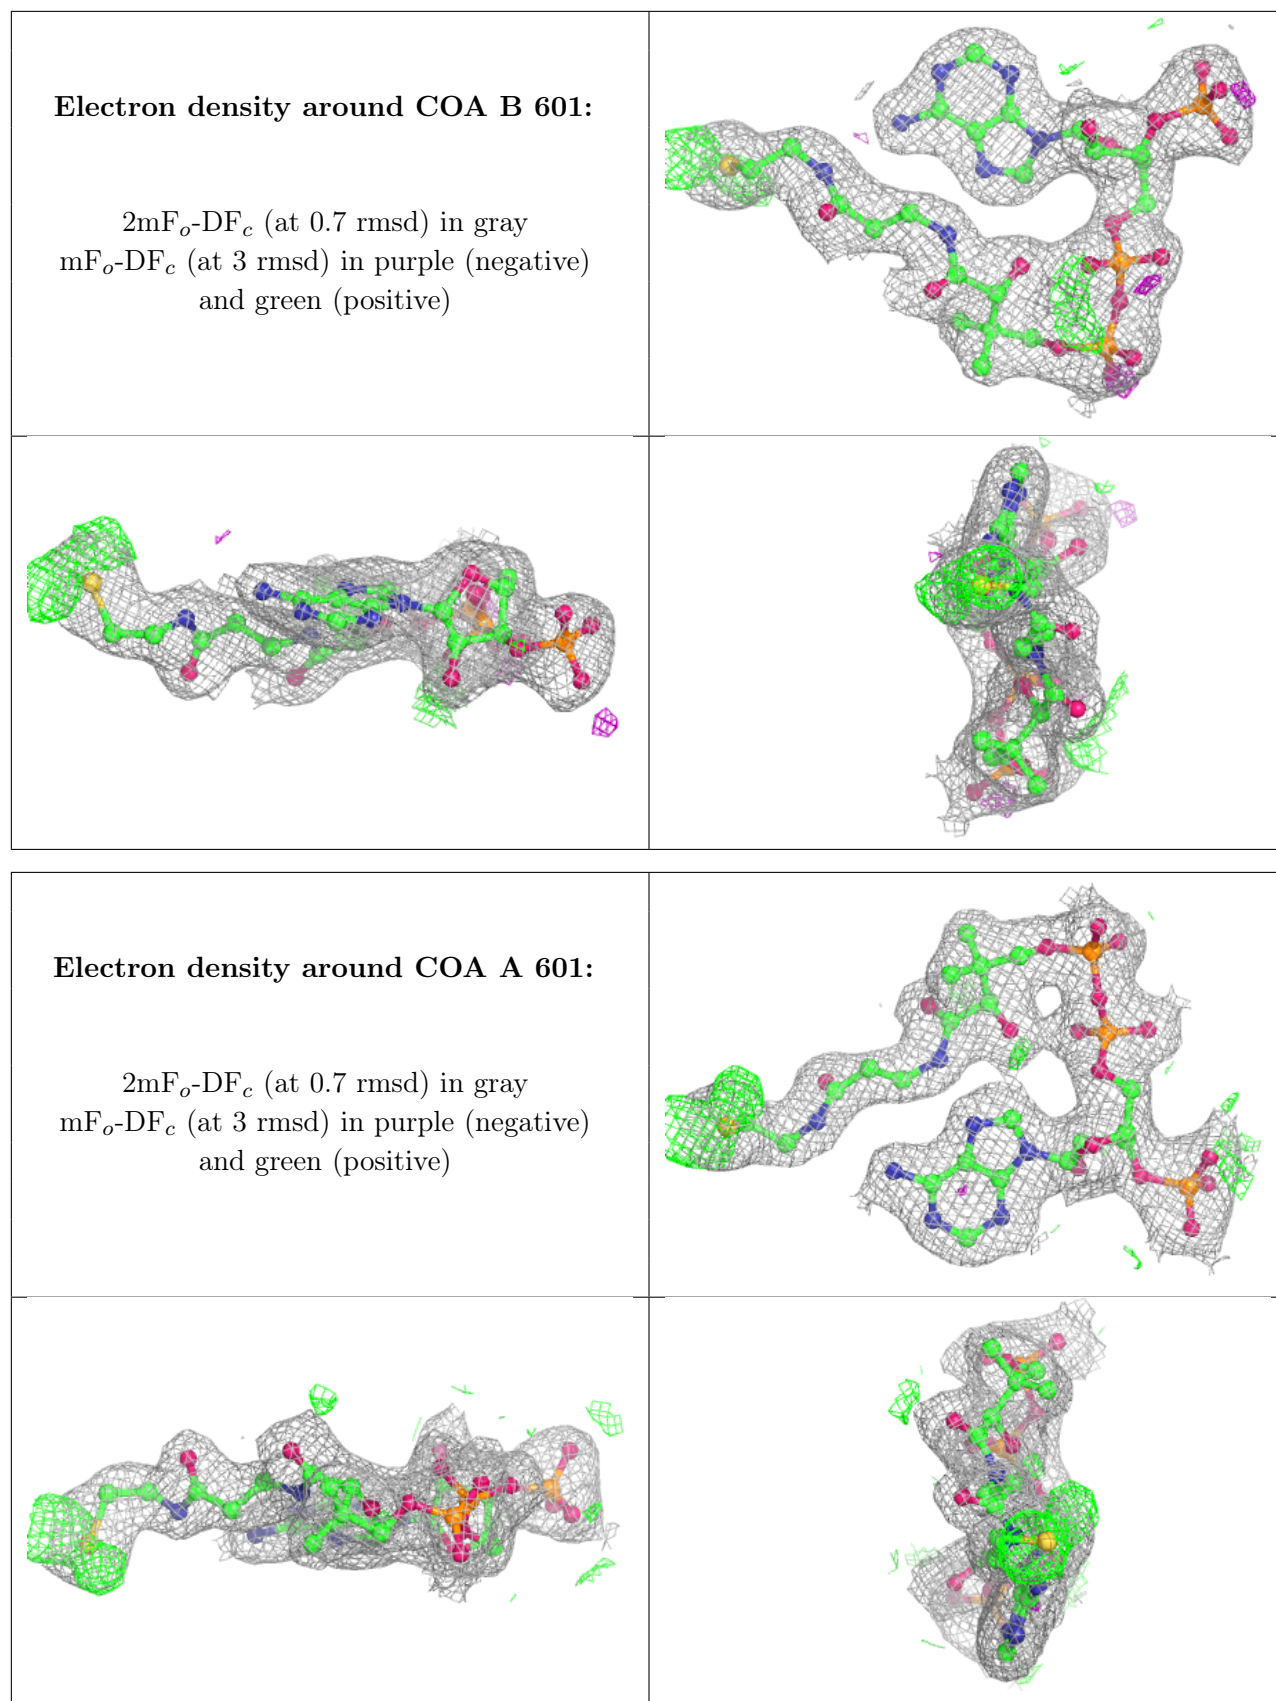 Electron density around COA B 601:
2mFₒ-DF𝒸 (at 0.7 rmsd) in gray
mFₒ-DF𝒸 (at 3 rmsd) in purple (negative)
and green (positive)
Electron density around COA A 601:
2mFₒ-DF𝒸 (at 0.7 rmsd) in gray
mFₒ-DF𝒸 (at 3 rmsd) in purple (negative)
and green (positive)